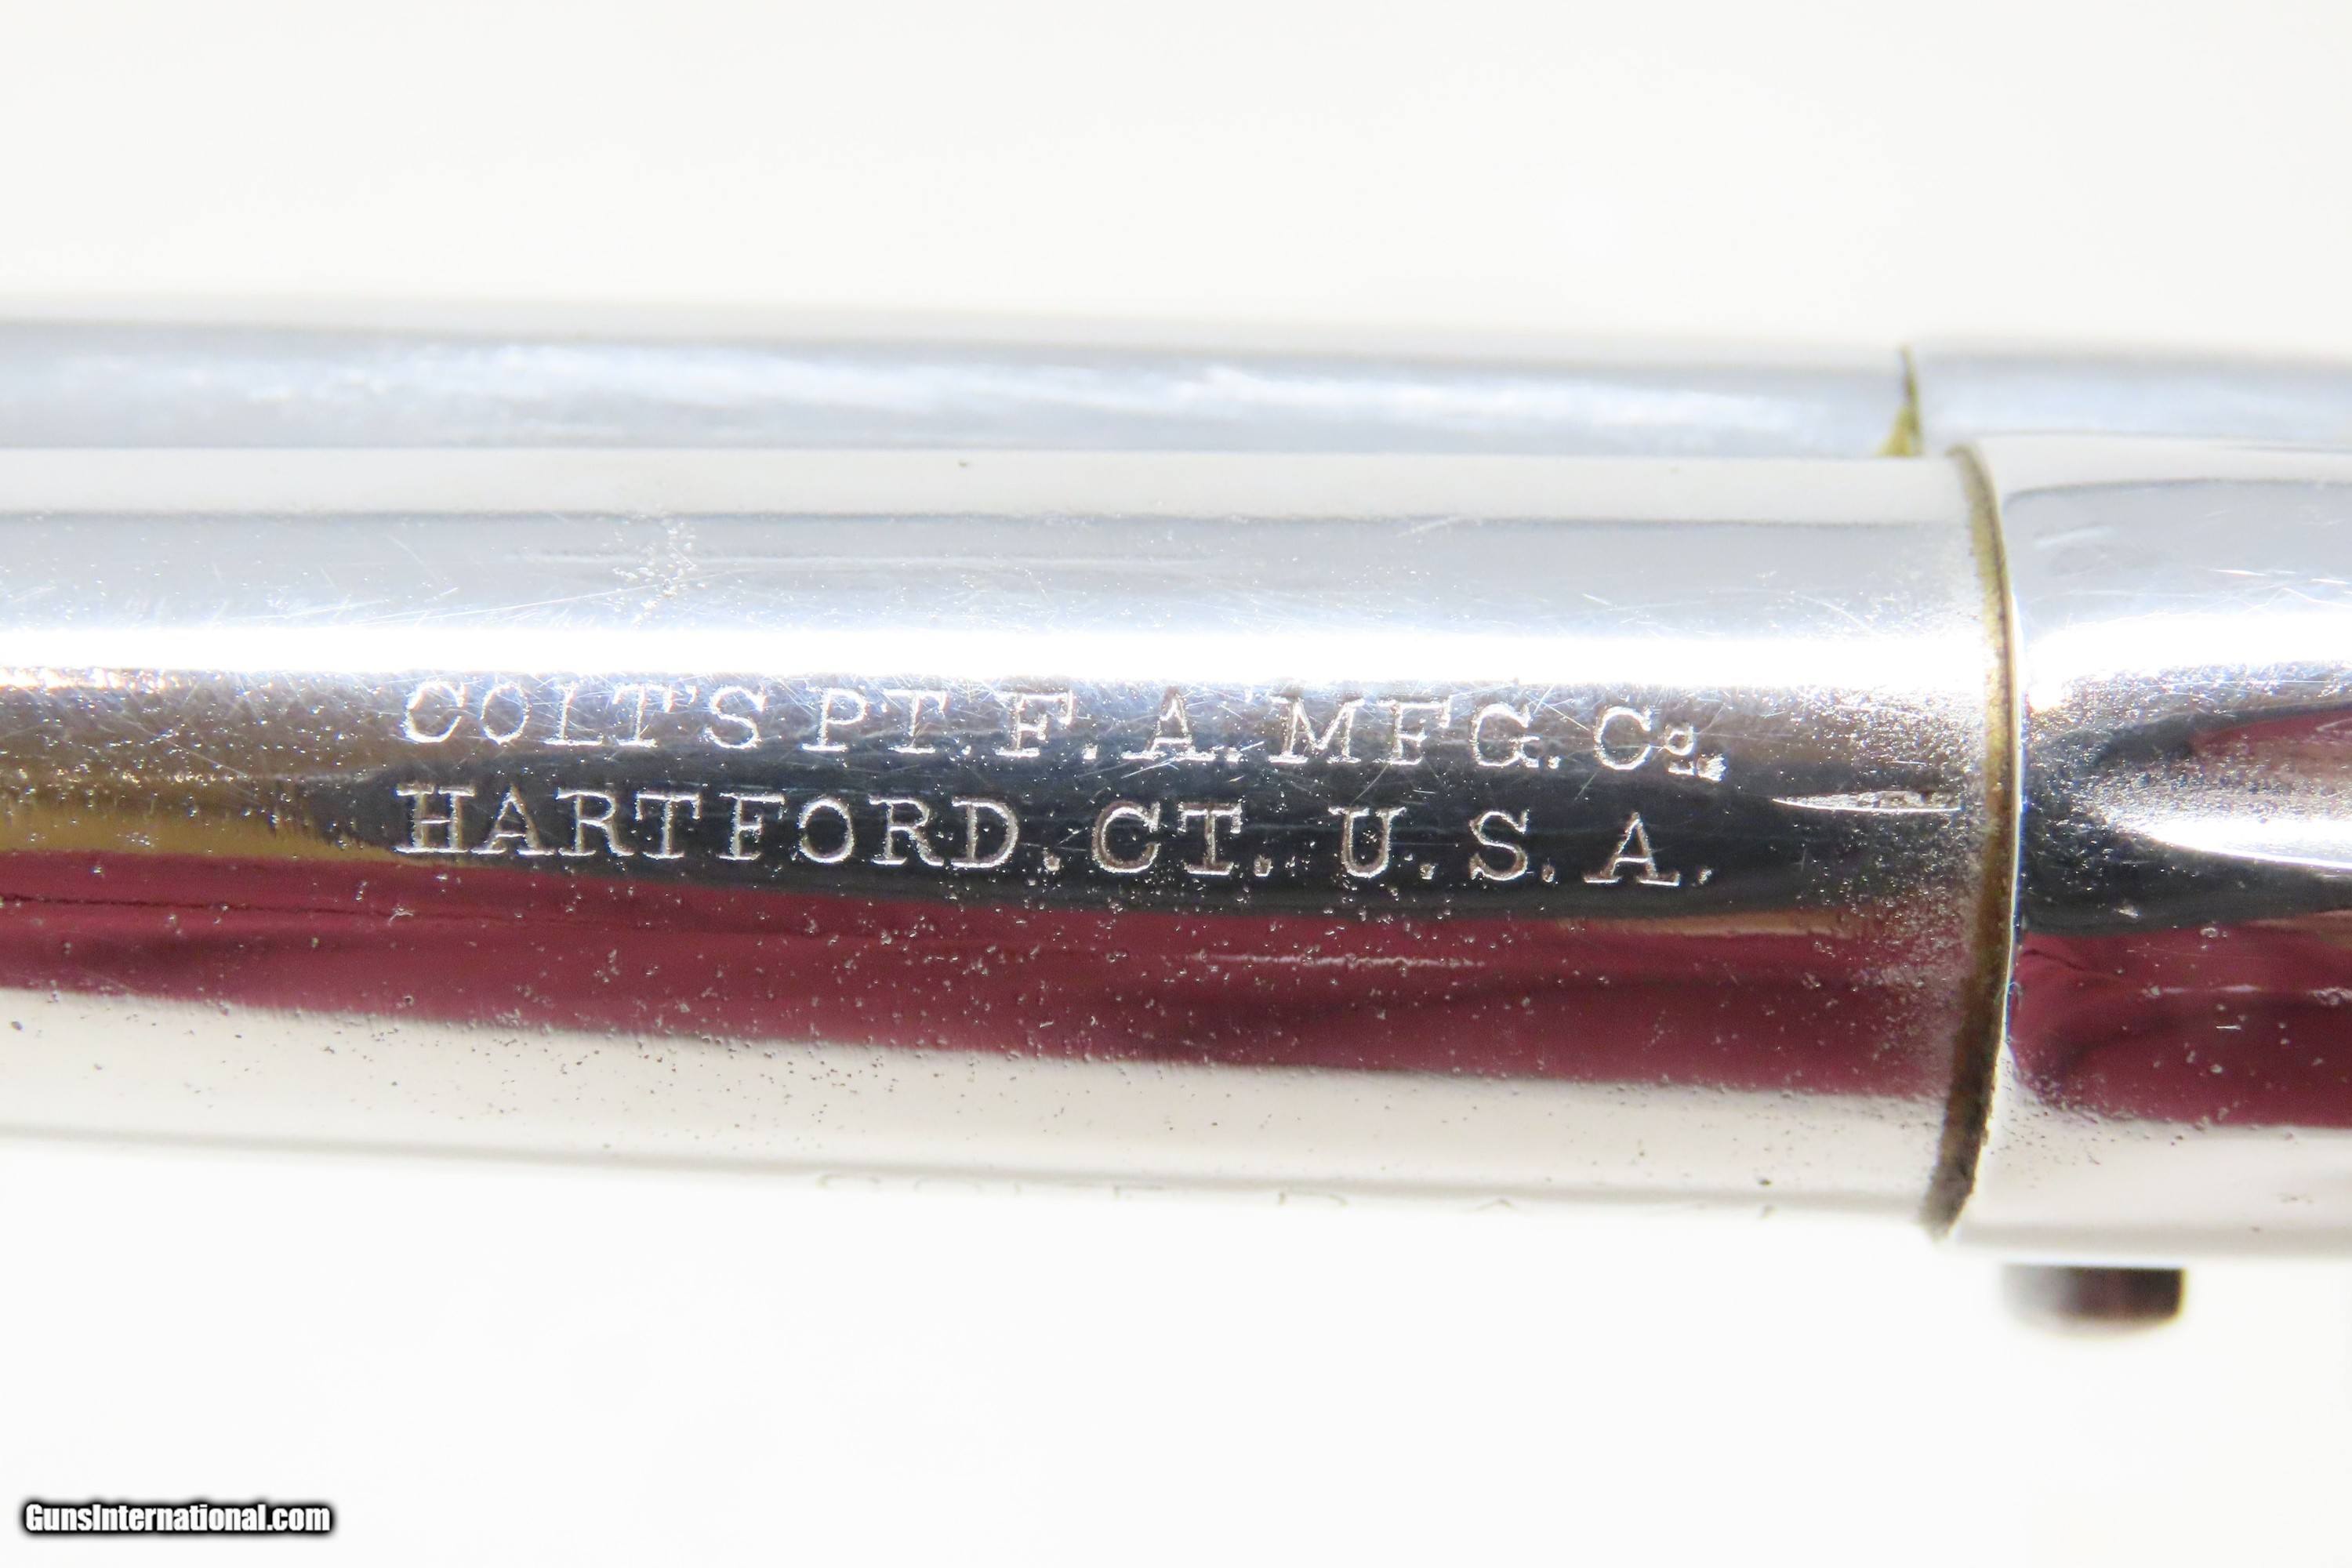 COLT'S PT. F. A. MFG. Co.
HARTFORD. CT. U. S. A.
GunsInternational.com